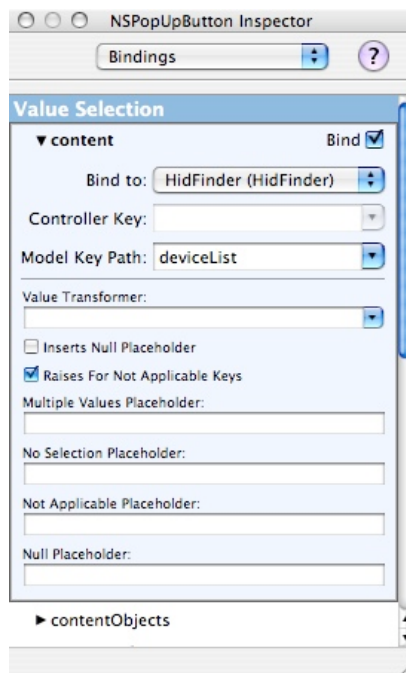 NSPopUpButton Inspector
Bindings
?
Value Selection
▼ content Bind
Bind to: HidFinder (HidFinder)
Controller Key:
Model Key Path: deviceList
Value Transformer:
Inserts Null Placeholder
Raises For Not Applicable Keys
Multiple Values Placeholder:
No Selection Placeholder:
Not Applicable Placeholder:
Null Placeholder:
▶ contentObjects